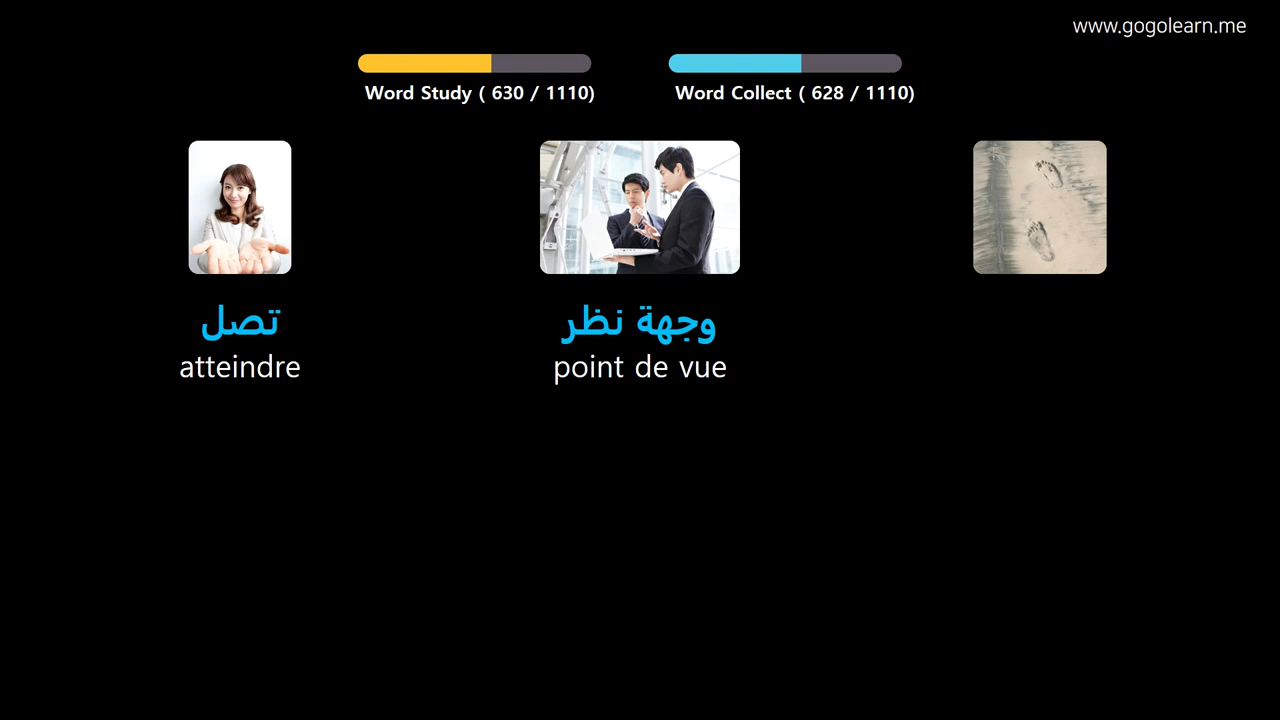 www.gogolearn.me
Word Study ( 630 / 1110)
Word Collect ( 628 / 1110)
تصل
atteindre
وجهة نظر
point de vue